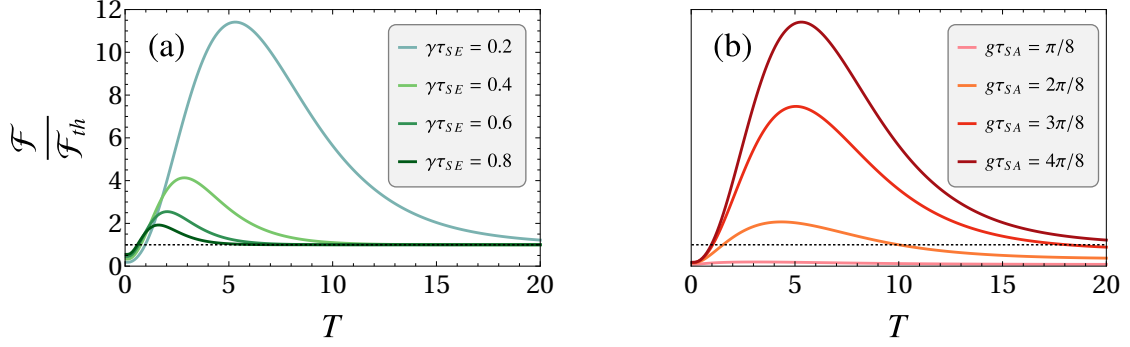 (a)
γτ_SE = 0.2
γτ_SE = 0.4
γτ_SE = 0.6
γτ_SE = 0.8
ℱ
ℱ_th
12
10
8
6
4
2
0
0 5 10 15 20
T
(b)
gτ_SA = π/8
gτ_SA = 2π/8
gτ_SA = 3π/8
gτ_SA = 4π/8
0 5 10 15 20
T